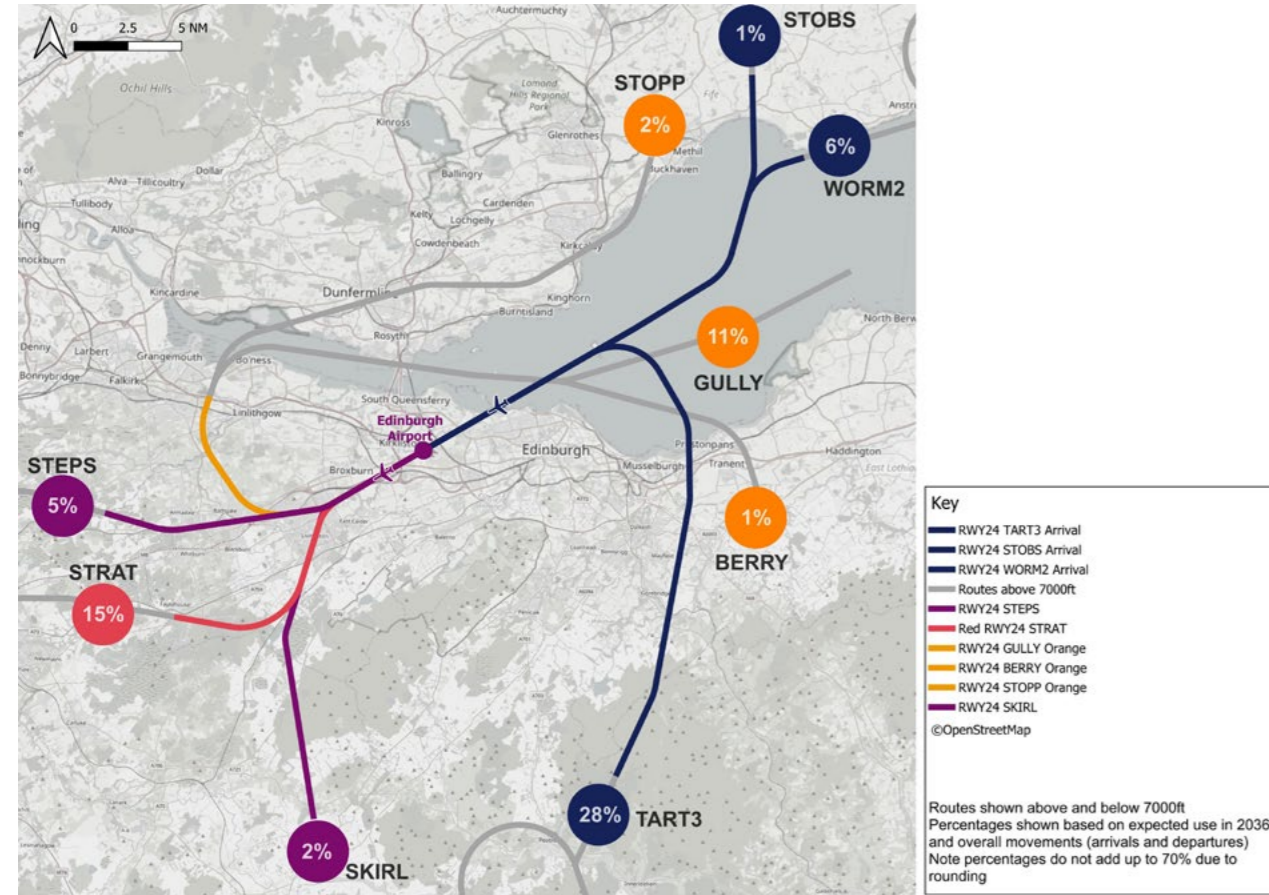 0 2.5 5 NM
Auchtermuchty
STOBS
1%
Ochil Hills
Lomond
Hills Regional
Park
Fife
STOPP
2%
Kinross
Glenrothes
Methil
Buckhaven
6%
WORM2
Alva Tillicoultry
Dollar
Ballingry
Tullibody
Kelty
Cardenden
Lochgelly
Alloa
Cowdenbeath
Kirkcaldy
Kincardine
Dunfermlin
Kinghorn
Burntisland
Rosyth
11%
GULLY
North Berw
Denny
Larbert
Grangemouth
Bo'ness
Bonnybridge
Falkirk
Linlithgow
South Queensferry
Edinburgh
Airport
Kirkliston
Edinburgh
Prestonpans
Haddington
Musselburgh
Tranent
East Lothia
Broxburn
STEPS
5%
1%
BERRY
STRAT
15%
28%
TART3
2%
SKIRL
Key
RWY24 TART3 Arrival
RWY24 STOBS Arrival
RWY24 WORM2 Arrival
Routes above 7000ft
RWY24 STEPS
Red RWY24 STRAT
RWY24 GULLY Orange
RWY24 BERRY Orange
RWY24 STOPP Orange
RWY24 SKIRL
©OpenStreetMap
Routes shown above and below 7000ft
Percentages shown based on expected use in 2036
and overall movements (arrivals and departures)
Note percentages do not add up to 70% due to
rounding